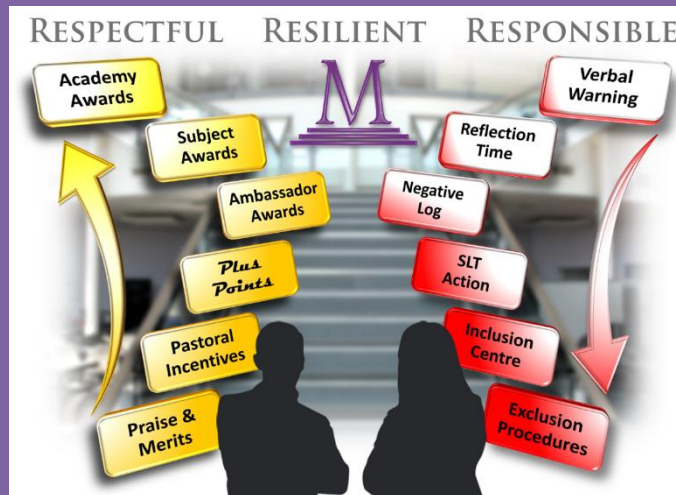 RESPECTFUL RESILIENT RESPONSIBLE
Academy
Awards
Subject
Awards
Ambassador
Awards
Plus
Points
Pastoral
Incentives
Praise &
Merits
M
Verbal
Warning
Reflection
Time
Negative
Log
SLT
Action
Inclusion
Centre
Exclusion
Procedures